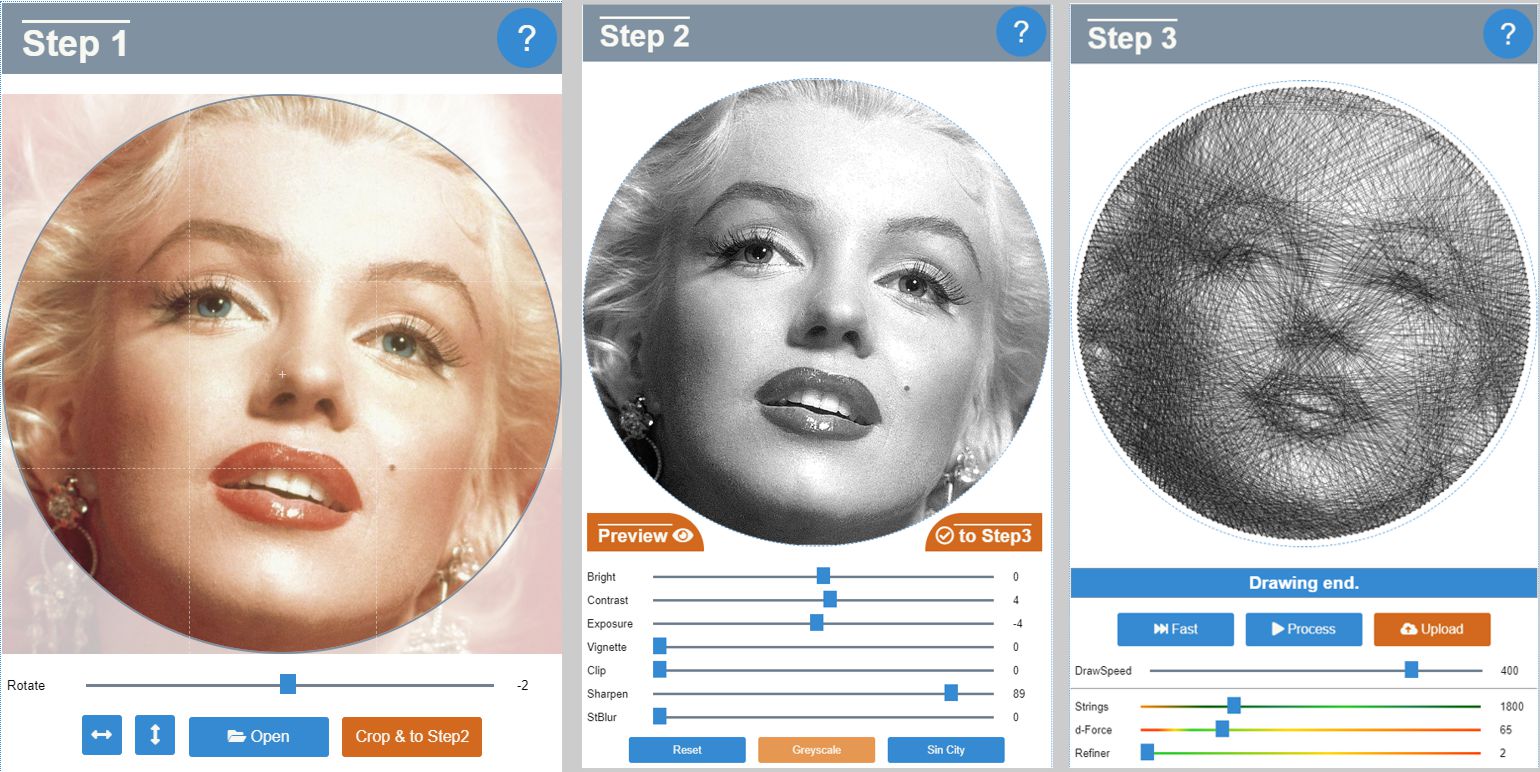 Step 1
?
Rotate
-2
Open
Crop & to Step2
Step 2
?
Preview
to Step3
Bright 0
Contrast 4
Exposure -4
Vignette 0
Clip 0
Sharpen 89
StBlur 0
Reset
Greyscale
Sin City
Step 3
?
Drawing end.
Fast
Process
Upload
DrawSpeed 400
Strings 1800
d-Force 65
Refiner 2